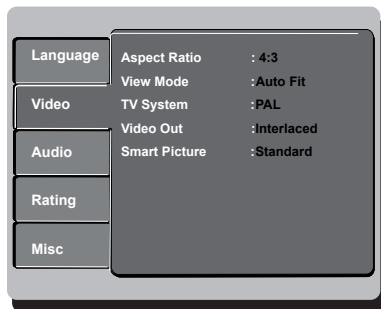 Language
Video
Audio
Rating
Misc
Aspect Ratio : 4:3
View Mode :Auto Fit
TV System :PAL
Video Out :Interlaced
Smart Picture :Standard